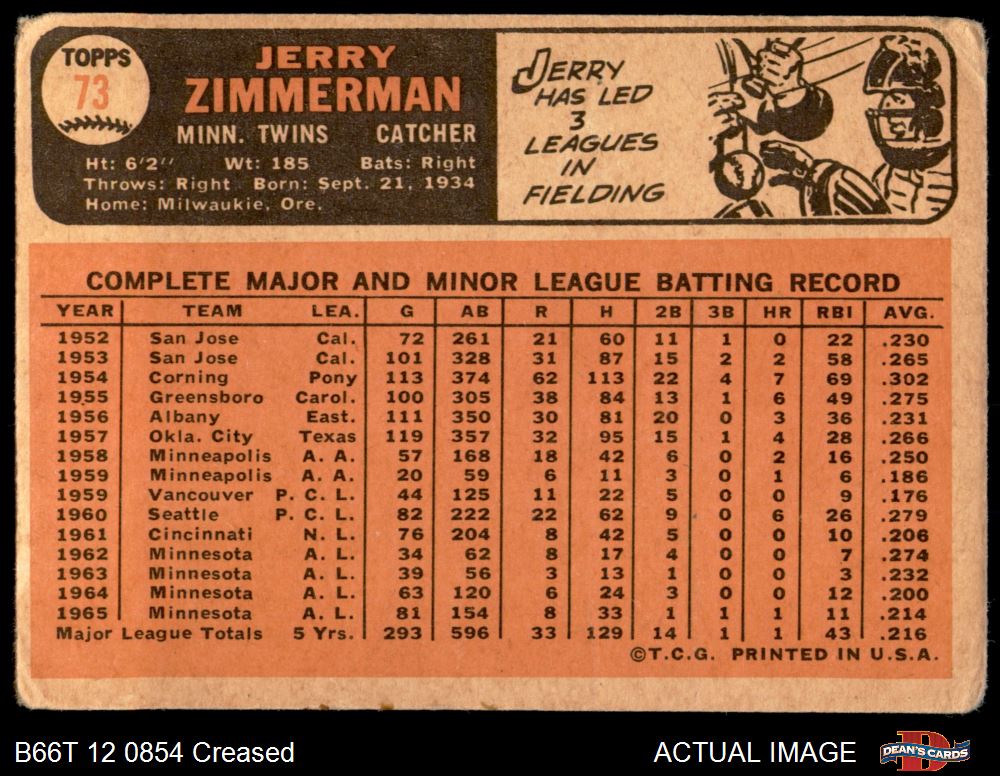 TOPPS
73
JERRY
ZIMMERMAN
MINN. TWINS CATCHER
Ht: 6'2" Wt: 185 Bats: Right
Throws: Right Born: Sept. 21, 1934
Home: Milwaukie, Ore.
JERRY
HAS LED
3
LEAGUES
IN
FIELDING
COMPLETE MAJOR AND MINOR LEAGUE BATTING RECORD
YEAR TEAM LEA. G AB R H 2B 3B HR RBI AVG.
1952 San Jose Cal. 72 261 21 60 11 1 0 22 .230
1953 San Jose Cal. 101 328 31 87 15 2 2 58 .265
1954 Corning Pony 113 374 62 113 22 4 7 69 .302
1955 Greensboro Carol. 100 305 38 84 13 1 6 49 .275
1956 Albany East. 111 350 30 81 20 0 3 36 .231
1957 Okla. City Texas 119 357 32 95 15 1 4 28 .266
1958 Minneapolis A. A. 57 168 18 42 6 0 2 16 .250
1959 Minneapolis A. A. 20 59 6 11 3 0 1 6 .186
1959 Vancouver P. C. L. 44 125 11 22 5 0 0 9 .176
1960 Seattle P. C. L. 82 222 22 62 9 0 6 26 .279
1961 Cincinnati N. L. 76 204 8 42 5 0 0 10 .206
1962 Minnesota A. L. 34 62 8 17 4 0 0 7 .274
1963 Minnesota A. L. 39 56 3 13 1 0 0 3 .232
1964 Minnesota A. L. 63 120 6 24 3 0 0 12 .200
1965 Minnesota A. L. 81 154 8 33 1 1 1 11 .214
Major League Totals 5 Yrs. 293 596 33 129 14 1 1 43 .216
©T.C.G. PRINTED IN U.S.A.
B66T 12 0854 Creased ACTUAL IMAGE
D
DEAN'S CARDS